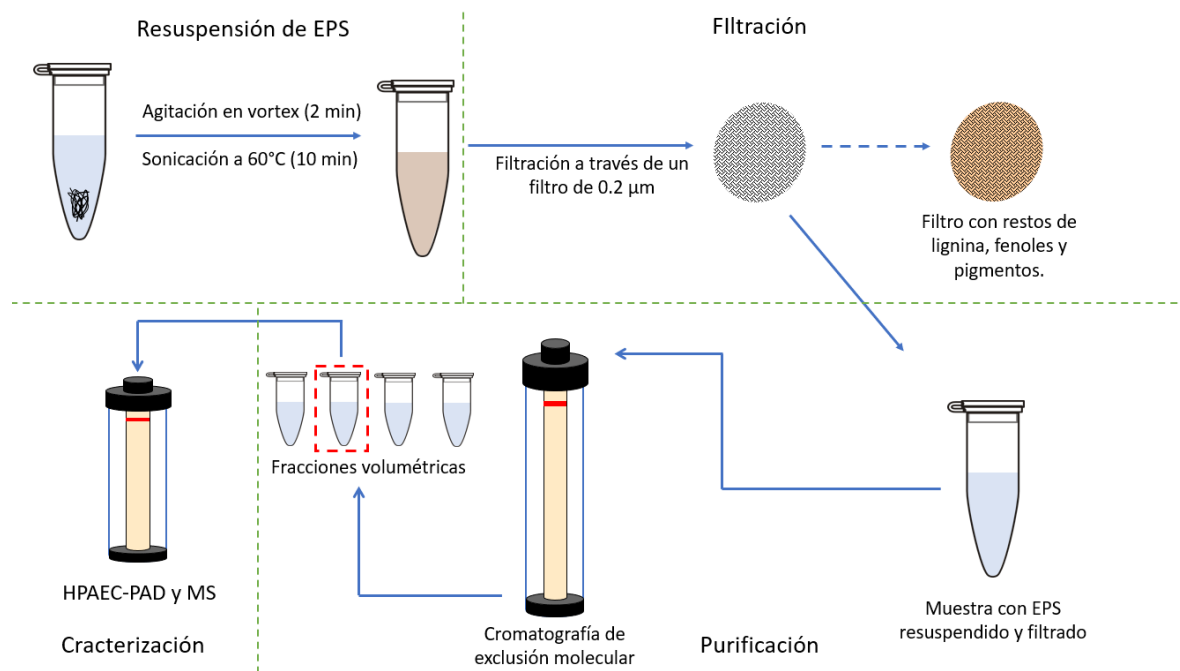 Resuspensión de EPS
Agitación en vortex (2 min)
Sonicación a 60°C (10 min)
FIltración
Filtración a través de un
filtro de 0.2 µm
Filtro con restos de
lignina, fenoles y
pigmentos.
Muestra con EPS
resuspendido y filtrado
Purificación
Cromatografía de
exclusión molecular
Fracciones volumétricas
HPAEC-PAD y MS
Cracterización